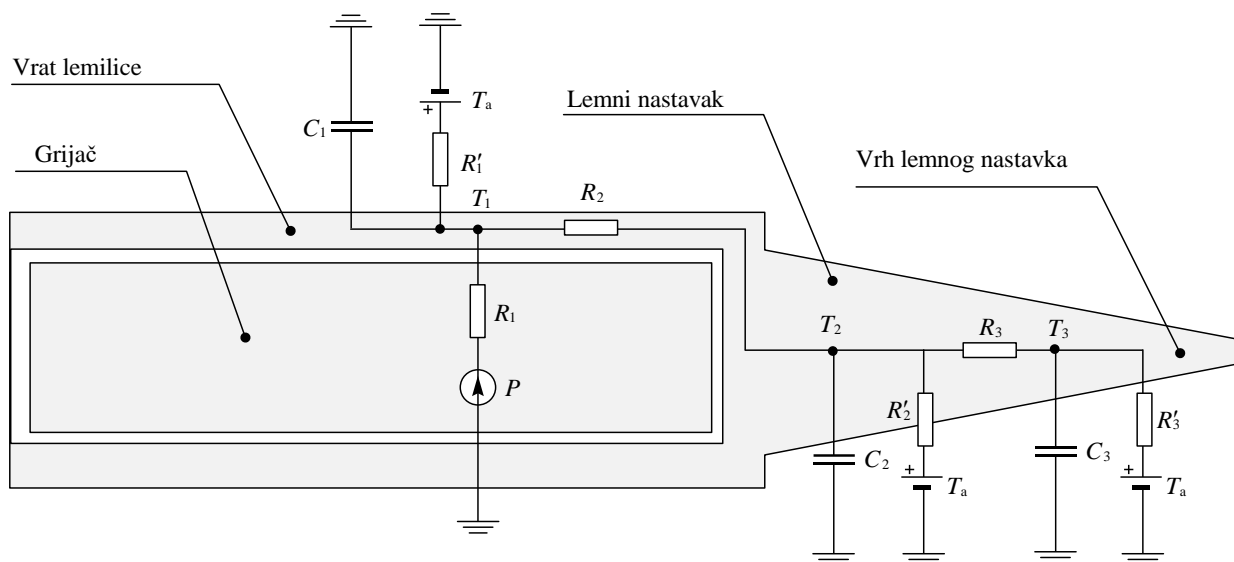 Vrat lemilice
Grijač
C1
+
Ta
R′1
T1
R2
Lemni nastavak
Vrh lemnog nastavka
R1
P
T2
R3
T3
R′2
C2
+
Ta
C3
R′3
+
Ta